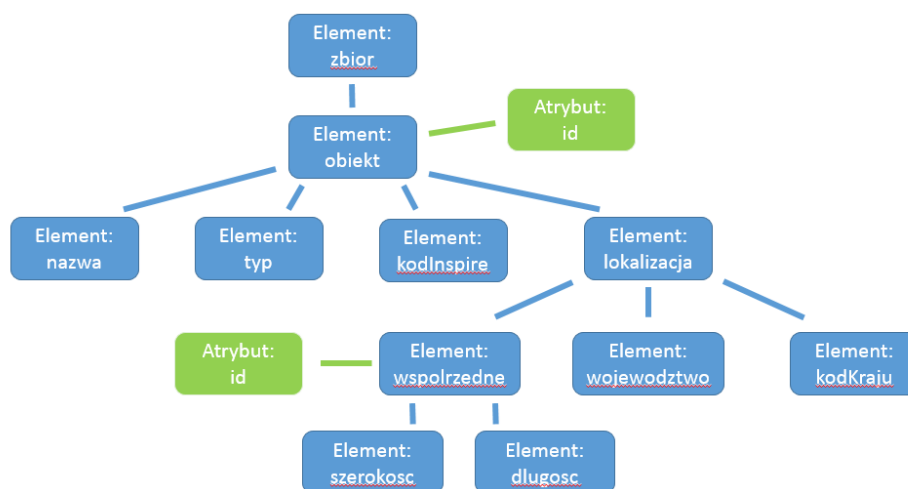 Element:
zbior
Atrybut:
id
Element:
obiekt
Element:
nazwa
Element:
typ
Element:
kodInspire
Element:
lokalizacja
Atrybut:
id
Element:
wspolrzedne
Element:
wojewodztwo
Element:
kodKraju
Element:
szerokosc
Element:
dlugosc